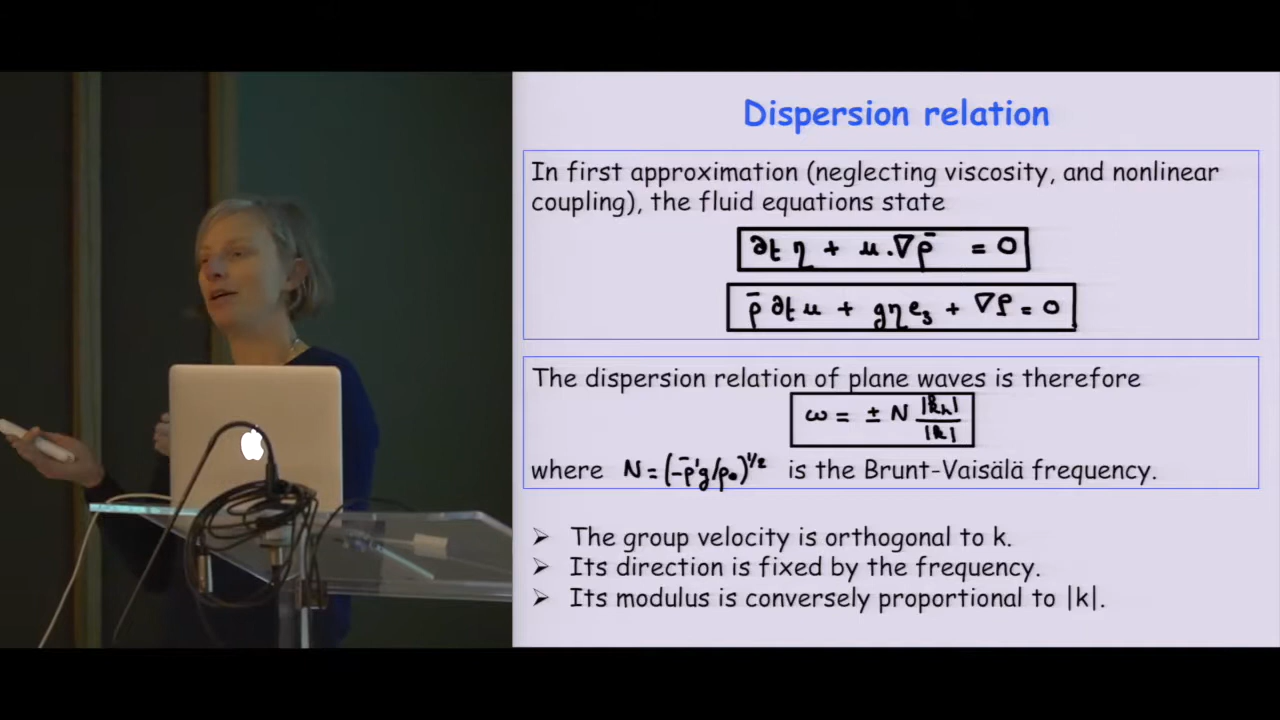 Dispersion relation
In first approximation (neglecting viscosity, and nonlinear
coupling), the fluid equations state
∂t η + u.∇ρ̄ = 0
ρ̄ ∂t u + gηe₃ + ∇P = 0
The dispersion relation of plane waves is therefore
ω = ± N |kₕ|/|k|
where N = (-ρ̄'g/ρ₀)^1/2 is the Brunt-Vaisälä frequency.
➢ The group velocity is orthogonal to k.
➢ Its direction is fixed by the frequency.
➢ Its modulus is conversely proportional to |k|.